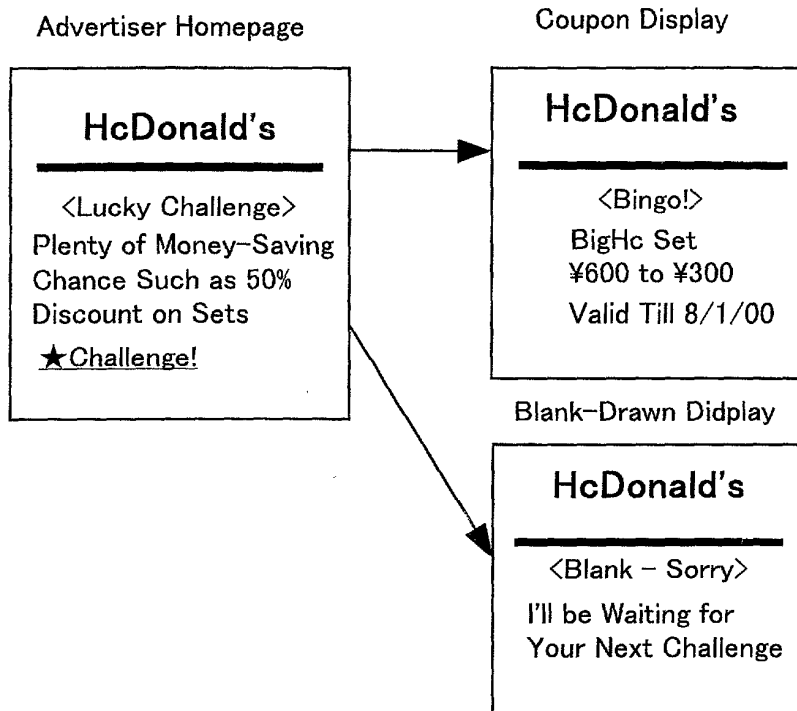 Advertiser Homepage
HcDonald's
<Lucky Challenge>
Plenty of Money-Saving
Chance Such as 50%
Discount on Sets
★Challenge!
Coupon Display
HcDonald's
<Bingo!>
BigHc Set
¥600 to ¥300
Valid Till 8/1/00
Blank-Drawn Didplay
HcDonald's
<Blank - Sorry>
I'll be Waiting for
Your Next Challenge